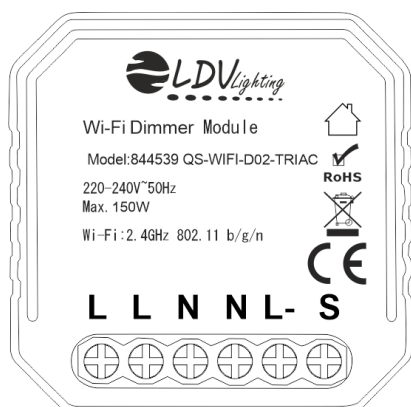 LDV Lighting
Wi-Fi Dimmer Module
Model:844539 QS-WIFI-D02-TRIAC
RoHS
220-240V~50Hz
Max. 150W
Wi-Fi:2.4GHz 802.11 b/g/n
CE
L L N N L- S